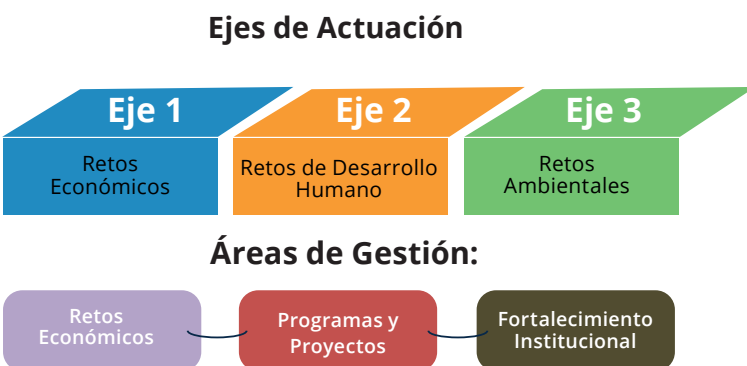 Ejes de Actuación
Eje 1
Eje 2
Eje 3
Retos
Económicos
Retos de Desarrollo
Humano
Retos
Ambientales
Áreas de Gestión:
Retos
Económicos
Programas y
Proyectos
Fortalecimiento
Institucional